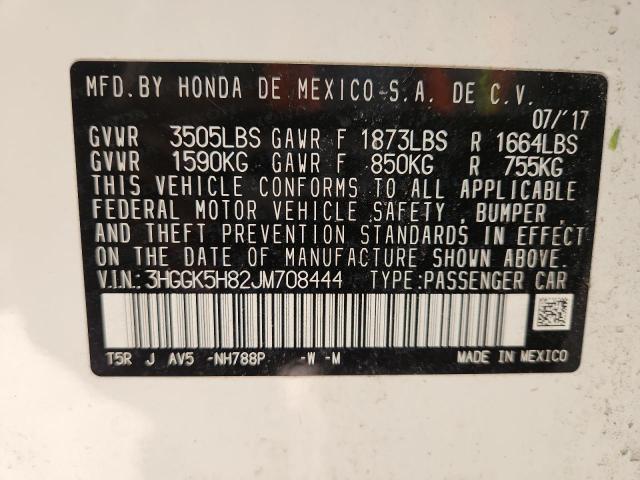 MFD.BY HONDA DE MEXICO-S.A. DE C.V.
07/'17
GVWR 3505LBS GAWR F 1873LBS R 1664LBS
GVWR 1590KG GAWR F 850KG R 755KG
THIS VEHICLE CONFORMS TO ALL APPLICABLE
FEDERAL MOTOR VEHICLE SAFETY , BUMPER ,
AND THEFT PREVENTION STANDARDS IN EFFECT
ON THE DATE OF MANUFACTURE SHOWN ABOVE.
V.I.N.:3HGGK5H82JM708444 TYPE:PASSENGER CAR
T5R J AV5 -NH788P -W -M MADE IN MEXICO